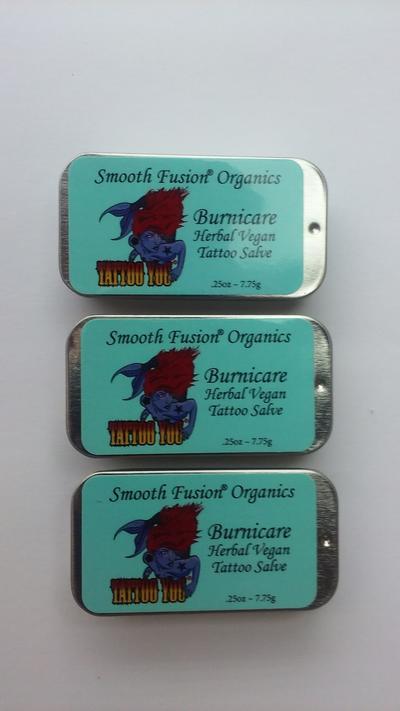 Smooth Fusion® Organics
Burnicare
Herbal Vegan
Tattoo Salve
TATTOO YOU
.25oz – 7.75g
Smooth Fusion® Organics
Burnicare
Herbal Vegan
Tattoo Salve
TATTOO YOU
.25oz – 7.75g
Smooth Fusion® Organics
Burnicare
Herbal Vegan
Tattoo Salve
TATTOO YOU
.25oz – 7.75g